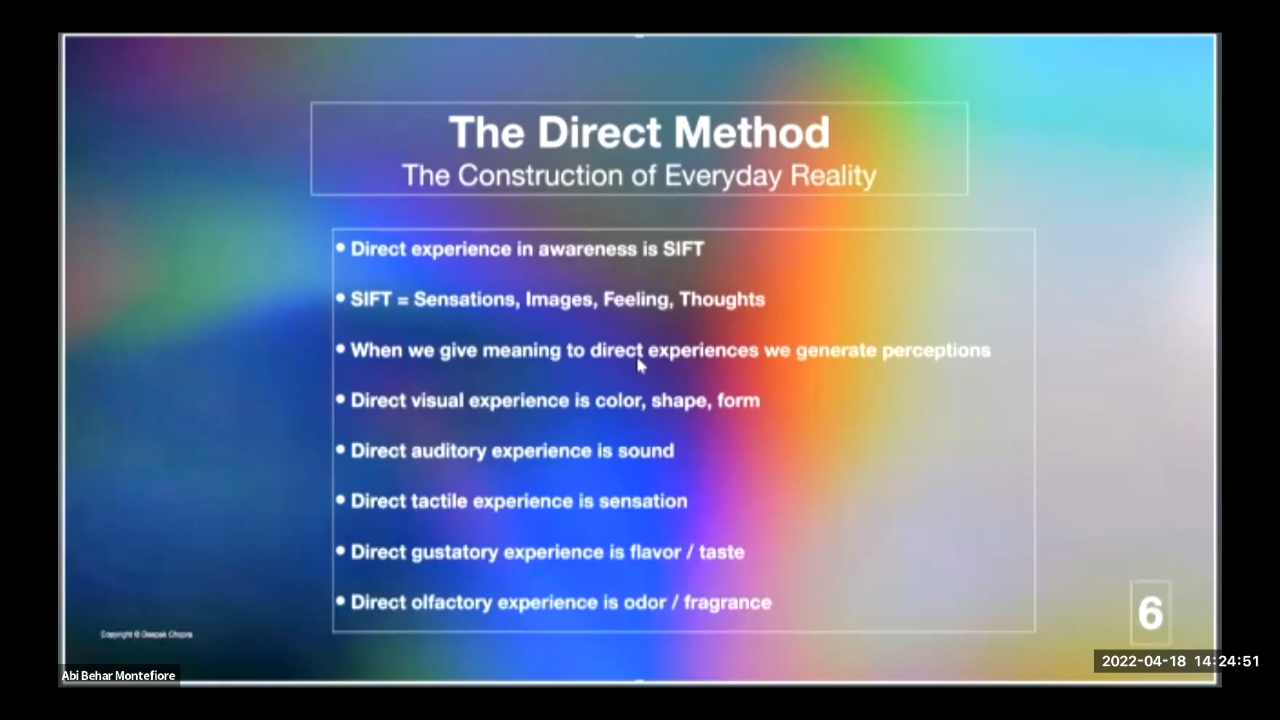 The Direct Method
The Construction of Everyday Reality
• Direct experience in awareness is SIFT
• SIFT = Sensations, Images, Feeling, Thoughts
• When we give meaning to direct experiences we generate perceptions
• Direct visual experience is color, shape, form
• Direct auditory experience is sound
• Direct tactile experience is sensation
• Direct gustatory experience is flavor / taste
• Direct olfactory experience is odor / fragrance
6
Copyright © Deepak Chopra
2022-04-18 14:24:51
Abi Behar Montefiore